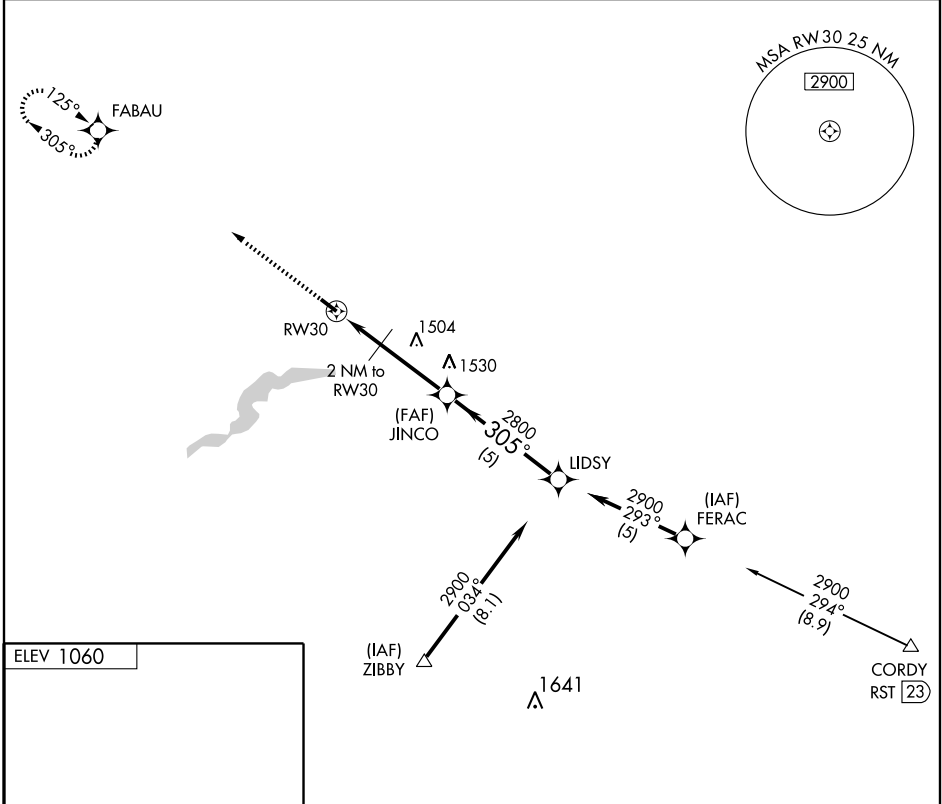 MSA RW30 25 NM
2900
125°
305°
FABAU
RW30
1504
1530
2 NM to
RW30
(FAF)
JINCO
2800
305°
(5)
LIDSY
2900
293°
(5)
(IAF)
FERAC
2900
034°
(8.1)
2900
294°
(8.9)
(IAF)
ZIBBY
CORDY
RST 23
1641
ELEV 1060